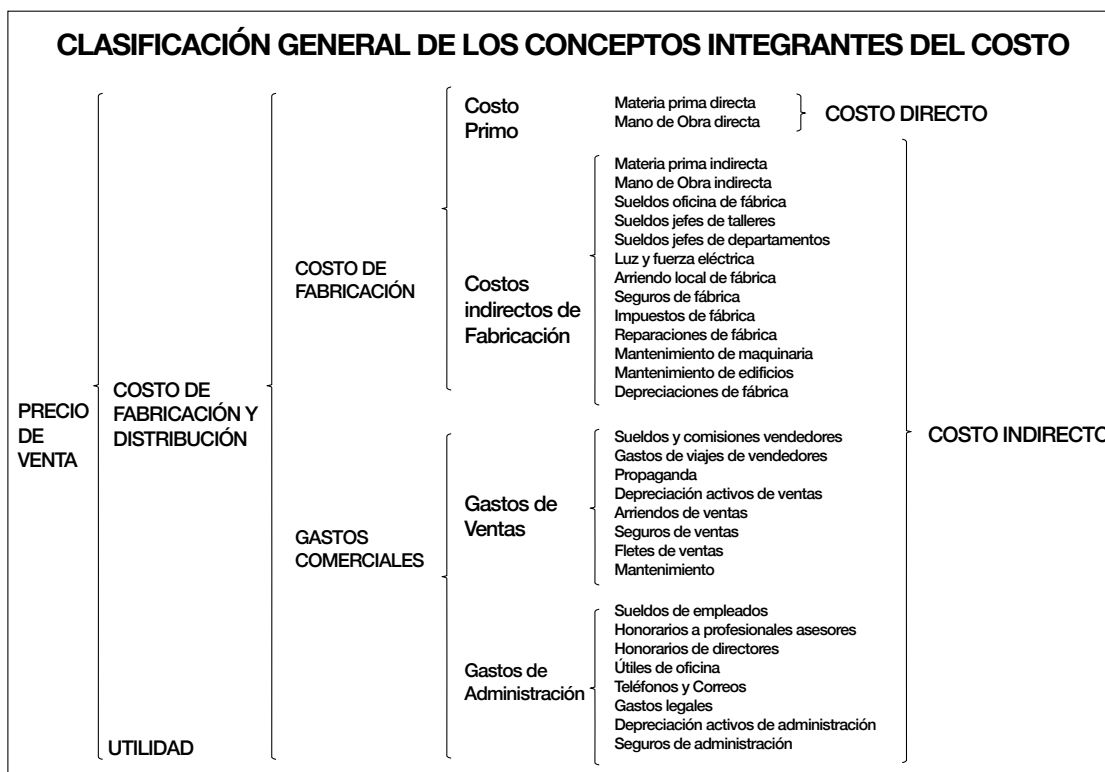 CLASIFICACIÓN GENERAL DE LOS CONCEPTOS INTEGRANTES DEL COSTO
PRECIO
DE
VENTA
COSTO DE
FABRICACIÓN Y
DISTRIBUCIÓN
UTILIDAD
COSTO DE
FABRICACIÓN
GASTOS
COMERCIALES
Costo
Primo
Materia prima directa
Mano de Obra directa
COSTO DIRECTO
Costos
indirectos de
Fabricación
Materia prima indirecta
Mano de Obra indirecta
Sueldos oficina de fábrica
Sueldos jefes de talleres
Sueldos jefes de departamentos
Luz y fuerza eléctrica
Arriendo local de fábrica
Seguros de fábrica
Impuestos de fábrica
Reparaciones de fábrica
Mantenimiento de maquinaria
Mantenimiento de edificios
Depreciaciones de fábrica
Gastos de
Ventas
Sueldos y comisiones vendedores
Gastos de viajes de vendedores
Propaganda
Depreciación activos de ventas
Arriendos de ventas
Seguros de ventas
Fletes de ventas
Mantenimiento
Gastos de
Administración
Sueldos de empleados
Honorarios a profesionales asesores
Honorarios de directores
Útiles de oficina
Teléfonos y Correos
Gastos legales
Depreciación activos de administración
Seguros de administración
COSTO INDIRECTO